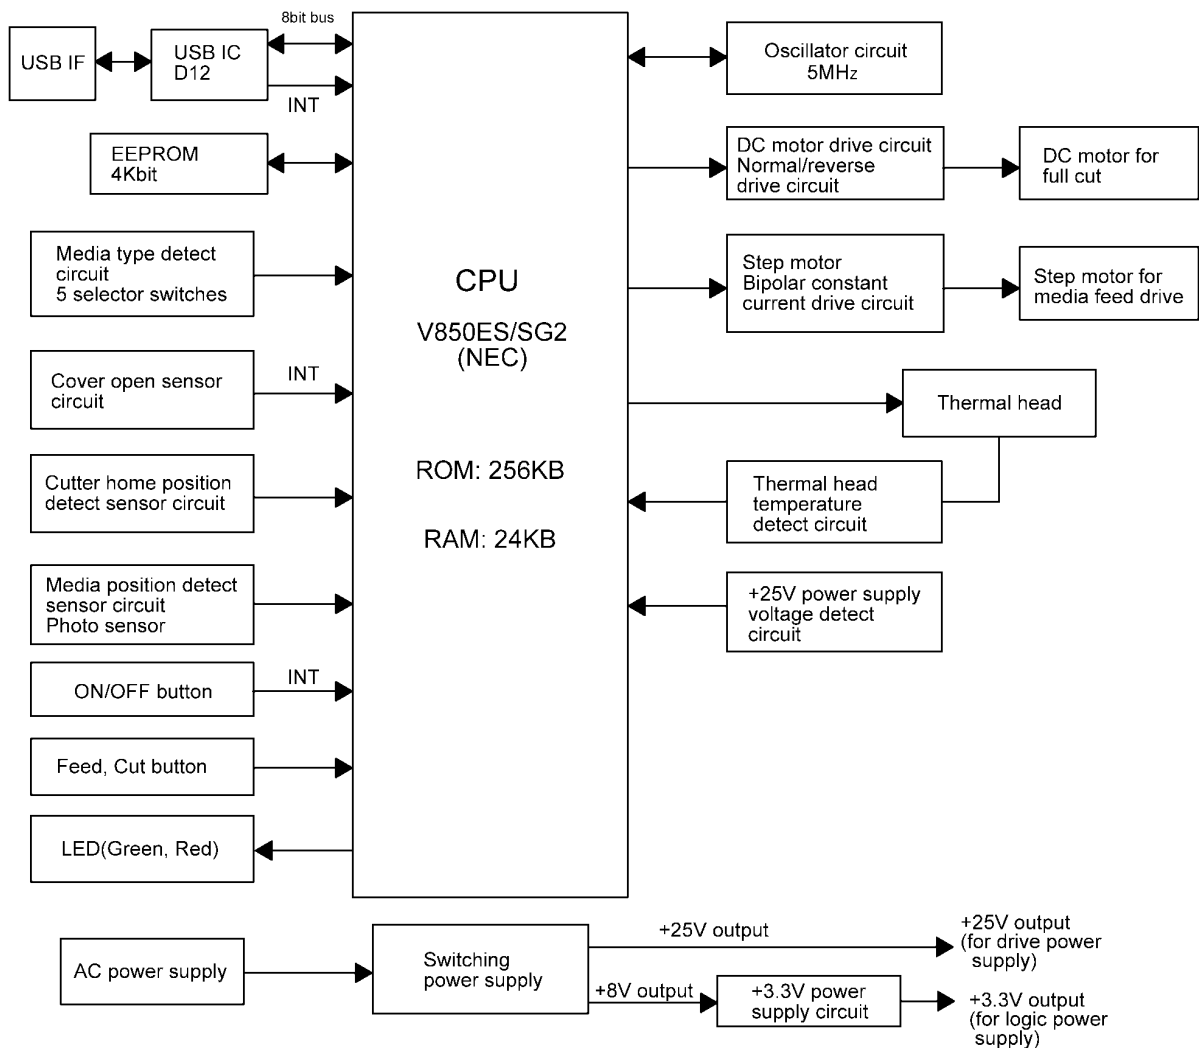 8bit bus
USB IF
USB IC
D12
INT
EEPROM
4Kbit
Media type detect
circuit
5 selector switches
Cover open sensor
circuit
INT
Cutter home position
detect sensor circuit
Media position detect
sensor circuit
Photo sensor
ON/OFF button
INT
Feed, Cut button
LED(Green, Red)
CPU
V850ES/SG2
(NEC)
ROM: 256KB
RAM: 24KB
Oscillator circuit
5MHz
DC motor drive circuit
Normal/reverse
drive circuit
DC motor for
full cut
Step motor
Bipolar constant
current drive circuit
Step motor for
media feed drive
Thermal head
Thermal head
temperature
detect circuit
+25V power supply
voltage detect
circuit
AC power supply
Switching
power supply
+25V output
+25V output
(for drive power
supply)
+8V output
+3.3V power
supply circuit
+3.3V output
(for logic power
supply)